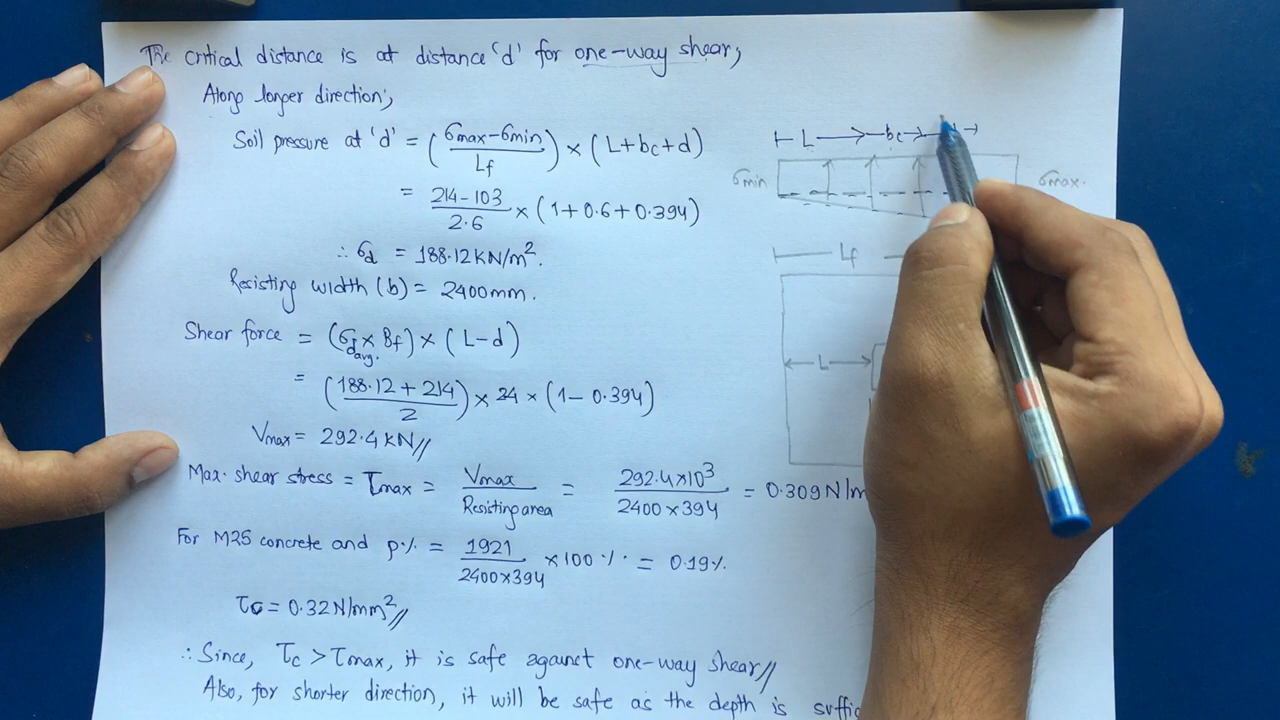 The critical distance is at distance 'd' for one-way shear,
Along longer direction,
Soil pressure at 'd' = (σmax-σmin / Lf) × (L+bc+d)
= 214-103 / 2.6 × (1+0.6+0.394)
∴ σd = 188.12 KN/m².
Resisting width (b) = 2400mm.
Shear force = (σdavg. × Bf) × (L-d)
= (188.12 + 214 / 2) × 24 × (1-0.394)
Vmax = 292.4 KN//
Max. shear stress = τmax = Vmax / Resisting area = 292.4×10³ / 2400×394 = 0.309 N/m
For M25 concrete and p% = 1921 / 2400×394 ×100 % = 0.19%
τc = 0.32 N/mm²//
∴ Since, τc > τmax, it is safe against one-way shear//
Also, for shorter direction, it will be safe as the depth is suffic
L bc
σmin σmax.
Lf
L